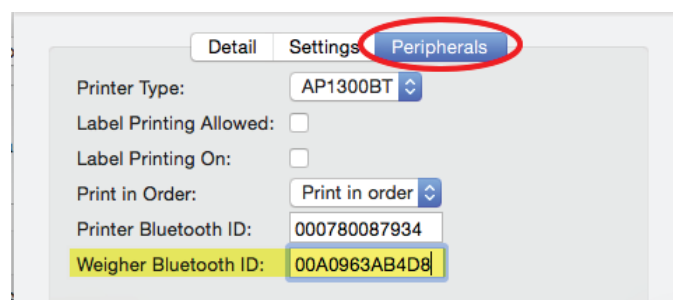 Detail Settings Peripherals
Printer Type: AP1300BT
Label Printing Allowed:
Label Printing On:
Print in Order: Print in order
Printer Bluetooth ID: 000780087934
Weigher Bluetooth ID: 00A0963AB4D8